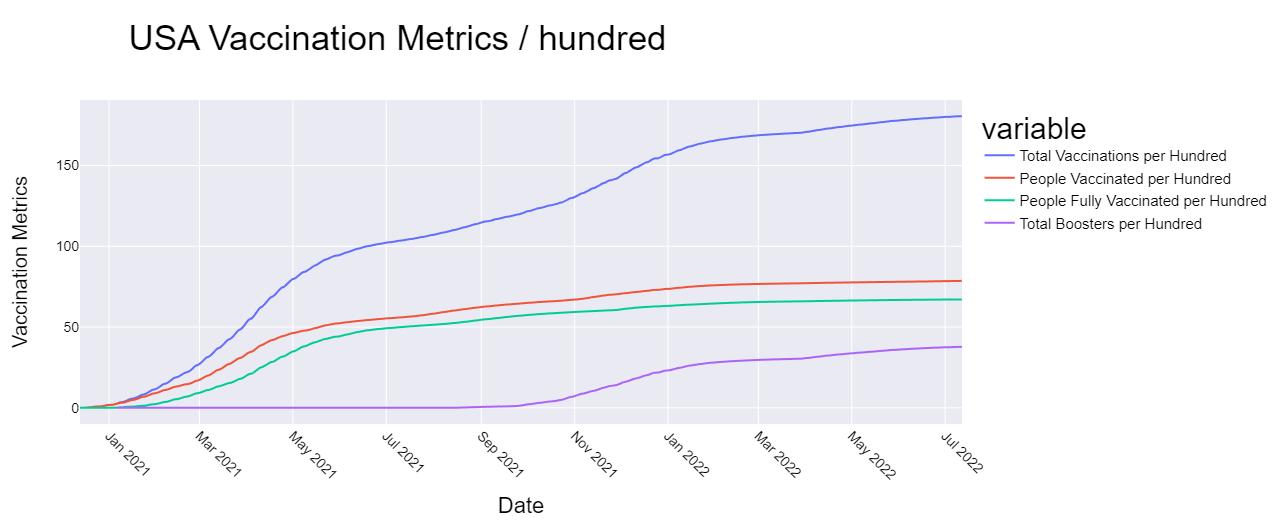 USA Vaccination Metrics / hundred
variable
Total Vaccinations per Hundred
People Vaccinated per Hundred
People Fully Vaccinated per Hundred
Total Boosters per Hundred
Vaccination Metrics
150
100
50
0
Jan 2021
Mar 2021
May 2021
Jul 2021
Sep 2021
Nov 2021
Jan 2022
Mar 2022
May 2022
Jul 2022
Date